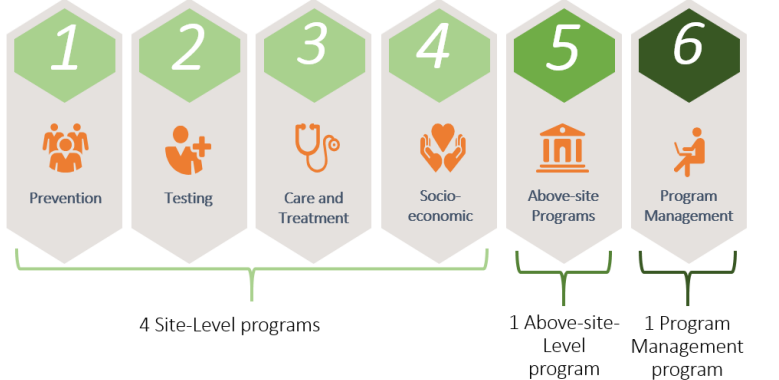 1
2
3
4
5
6
Prevention
Testing
Care and
Treatment
Socio-
economic
Above-site
Programs
Program
Management
4 Site-Level programs
1 Above-site-
Level
program
1 Program
Management
program